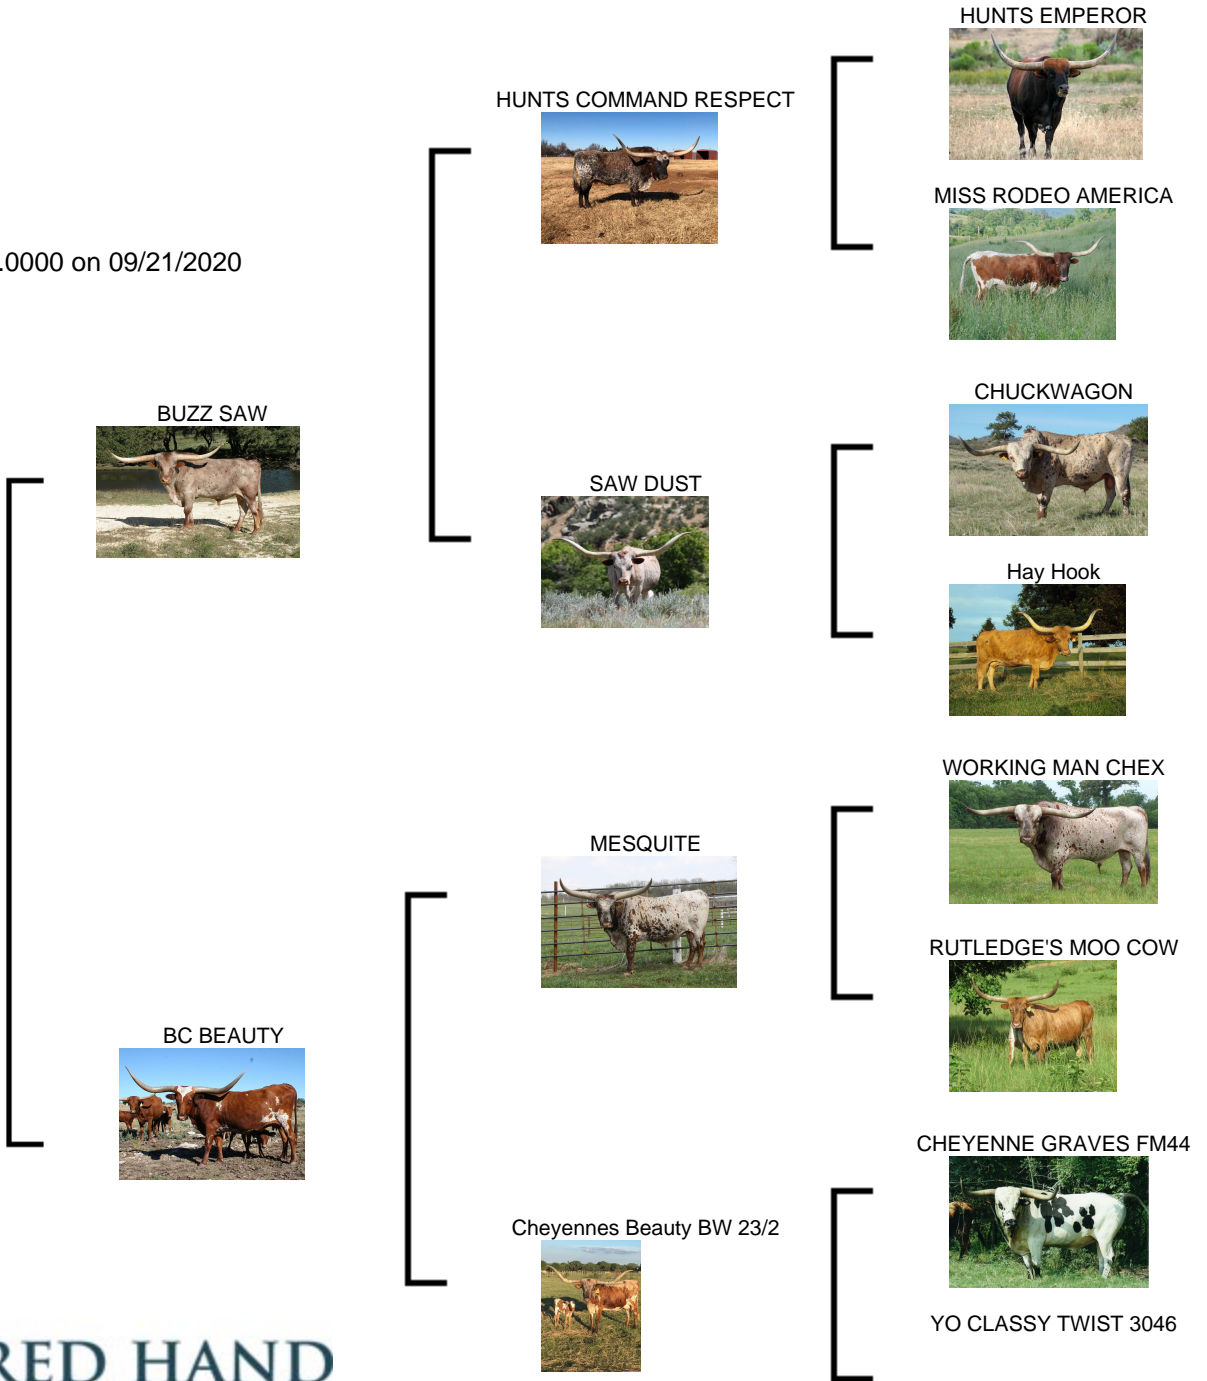 HUNTS EMPEROR
HUNTS COMMAND RESPECT
MISS RODEO AMERICA
.0000 on 09/21/2020
CHUCKWAGON
BUZZ SAW
SAW DUST
Hay Hook
WORKING MAN CHEX
MESQUITE
RUTLEDGE'S MOO COW
BC BEAUTY
CHEYENNE GRAVES FM44
Cheyennes Beauty BW 23/2
YO CLASSY TWIST 3046
RED HAND